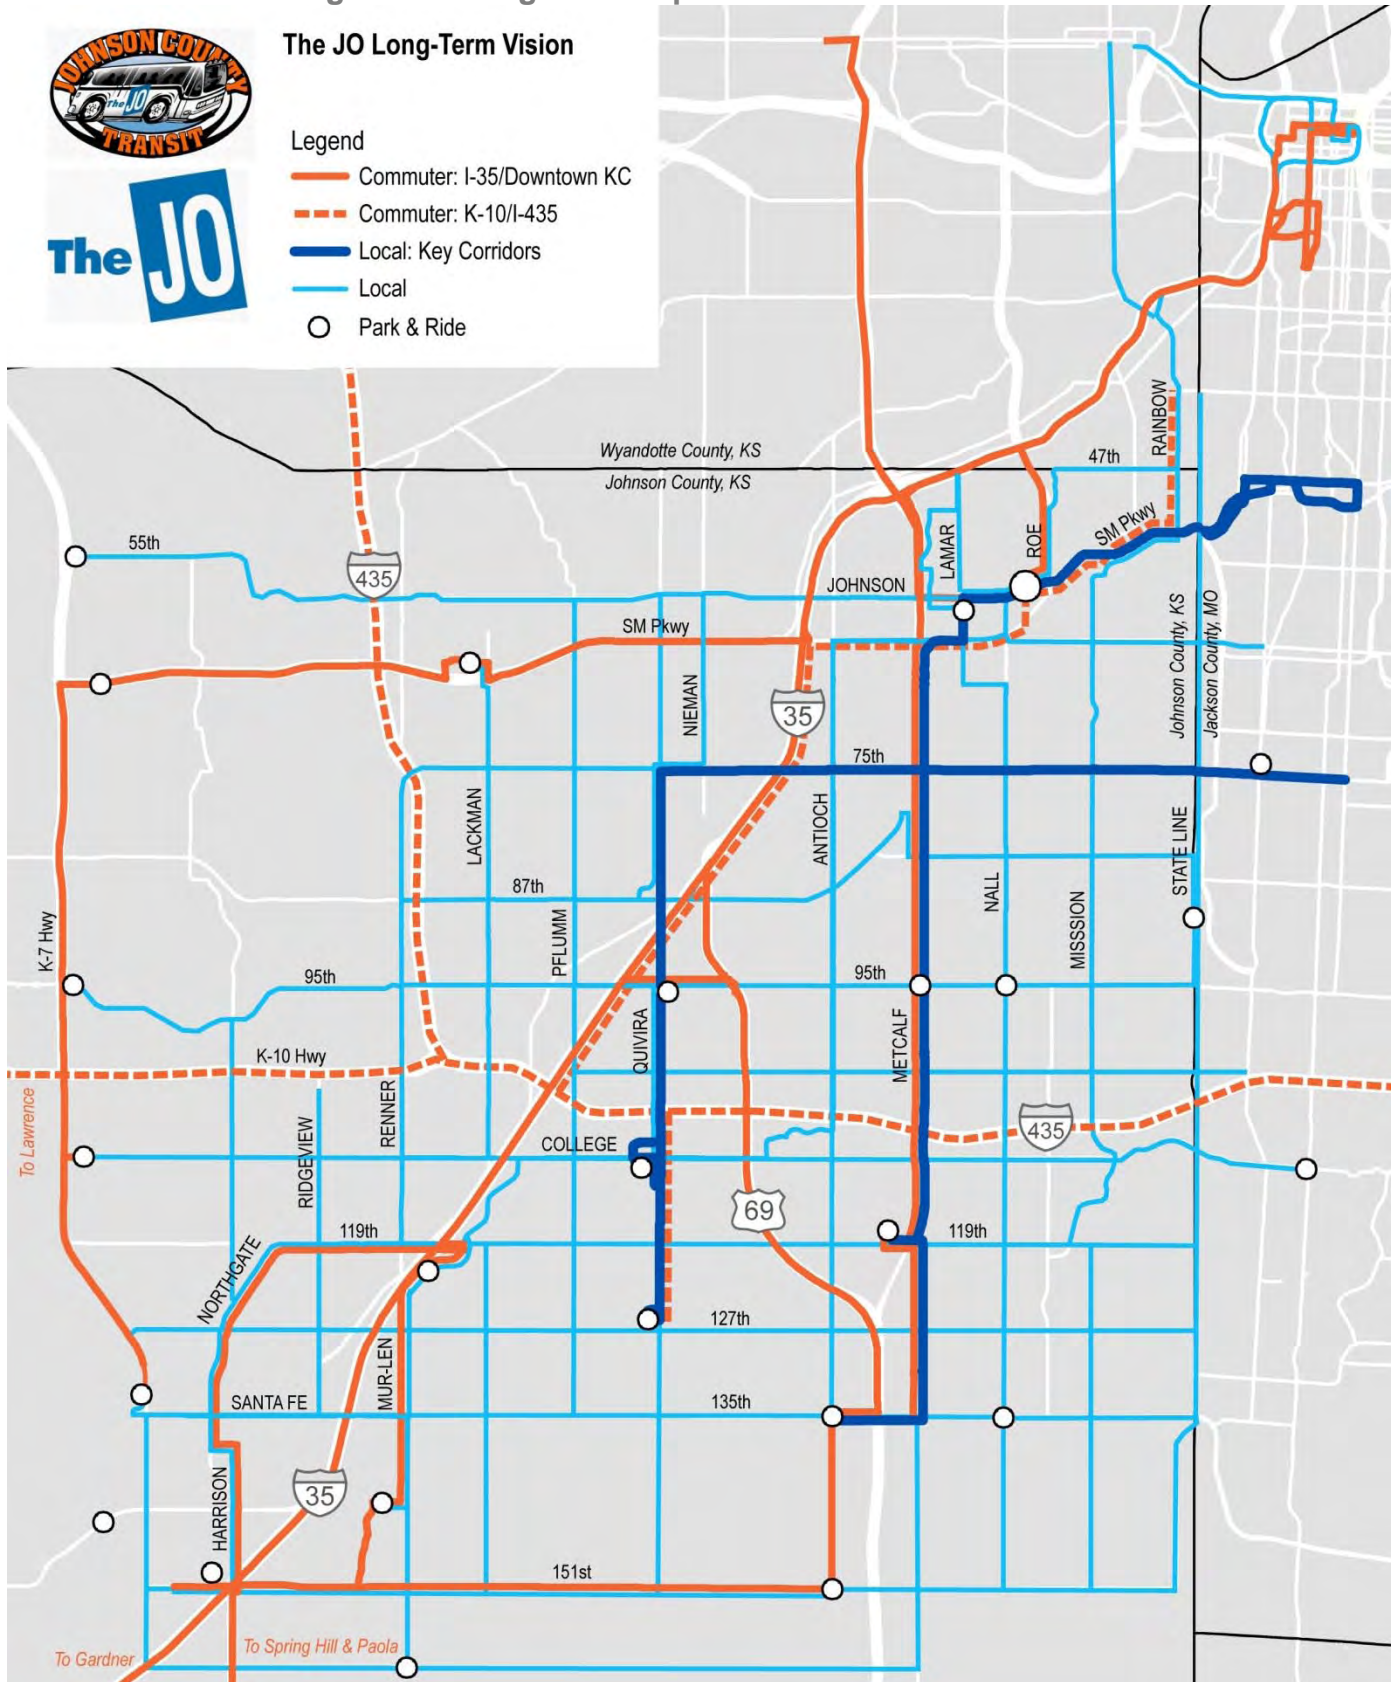 The JO Long-Term Vision
JOHNSON COUNTY
The JO
TRANSIT
The JO
Legend
Commuter: I-35/Downtown KC
Commuter: K-10/I-435
Local: Key Corridors
Local
Park & Ride
Wyandotte County, KS
Johnson County, KS
47th
RAINBOW
SM Pkwy
ROE
LAMAR
55th
435
JOHNSON
SM Pkwy
Johnson County, KS
Jackson County, MO
NIEMAN
35
75th
LACKMAN
ANTIOCH
STATE LINE
87th
NALL
MISSSION
PFLUMM
K-7 Hwy
95th
95th
QUIVIRA
METCALF
K-10 Hwy
To Lawrence
RENNER
RIDGEVIEW
COLLEGE
435
69
119th
119th
NORTHGATE
127th
MUR-LEN
SANTA FE
135th
35
HARRISON
151st
To Spring Hill & Paola
To Gardner